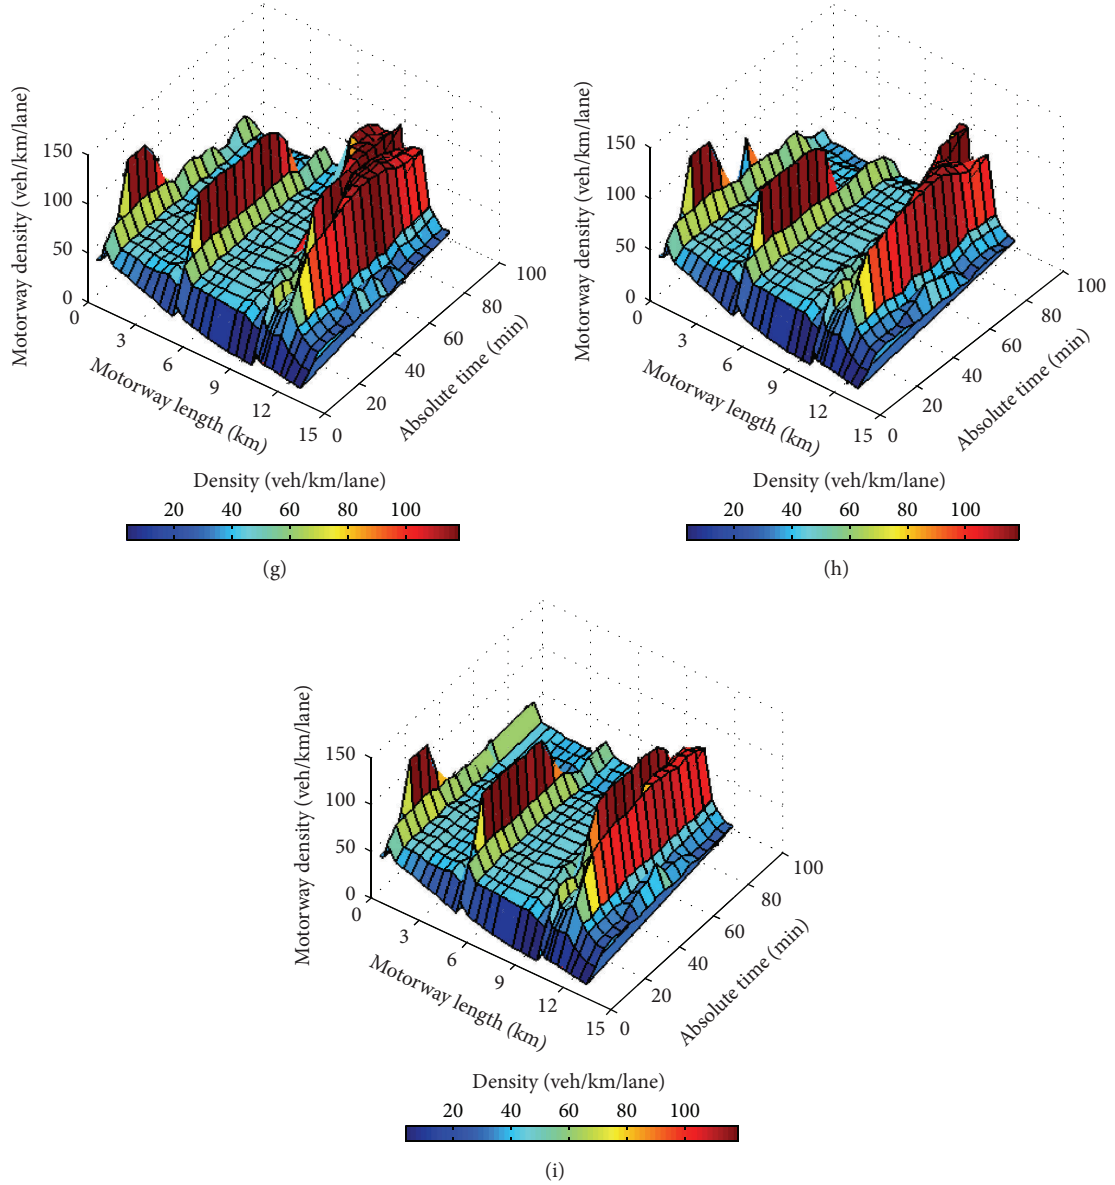 Motorway density (veh/km/lane)
150
100
50
0
0
3
6
9
12
15
Motorway length (km)
0
20
40
60
80
100
Absolute time (min)
Density (veh/km/lane)
20 40 60 80 100
(g)
Motorway density (veh/km/lane)
150
100
50
0
0
3
6
9
12
15
Motorway length (km)
0
20
40
60
80
100
Absolute time (min)
Density (veh/km/lane)
20 40 60 80 100
(h)
Motorway density (veh/km/lane)
150
100
50
0
0
3
6
9
12
15
Motorway length (km)
0
20
40
60
80
100
Absolute time (min)
Density (veh/km/lane)
20 40 60 80 100
(i)